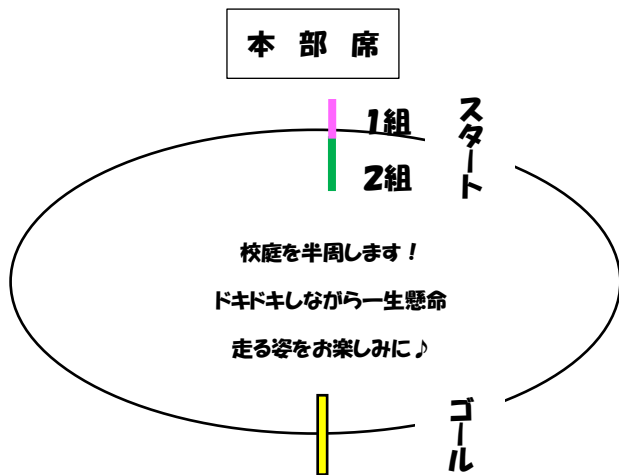 本部席
1組
2組
スタート
校庭を半周します！
ドキドキしながら一生懸命
走る姿をお楽しみに♪
ゴール